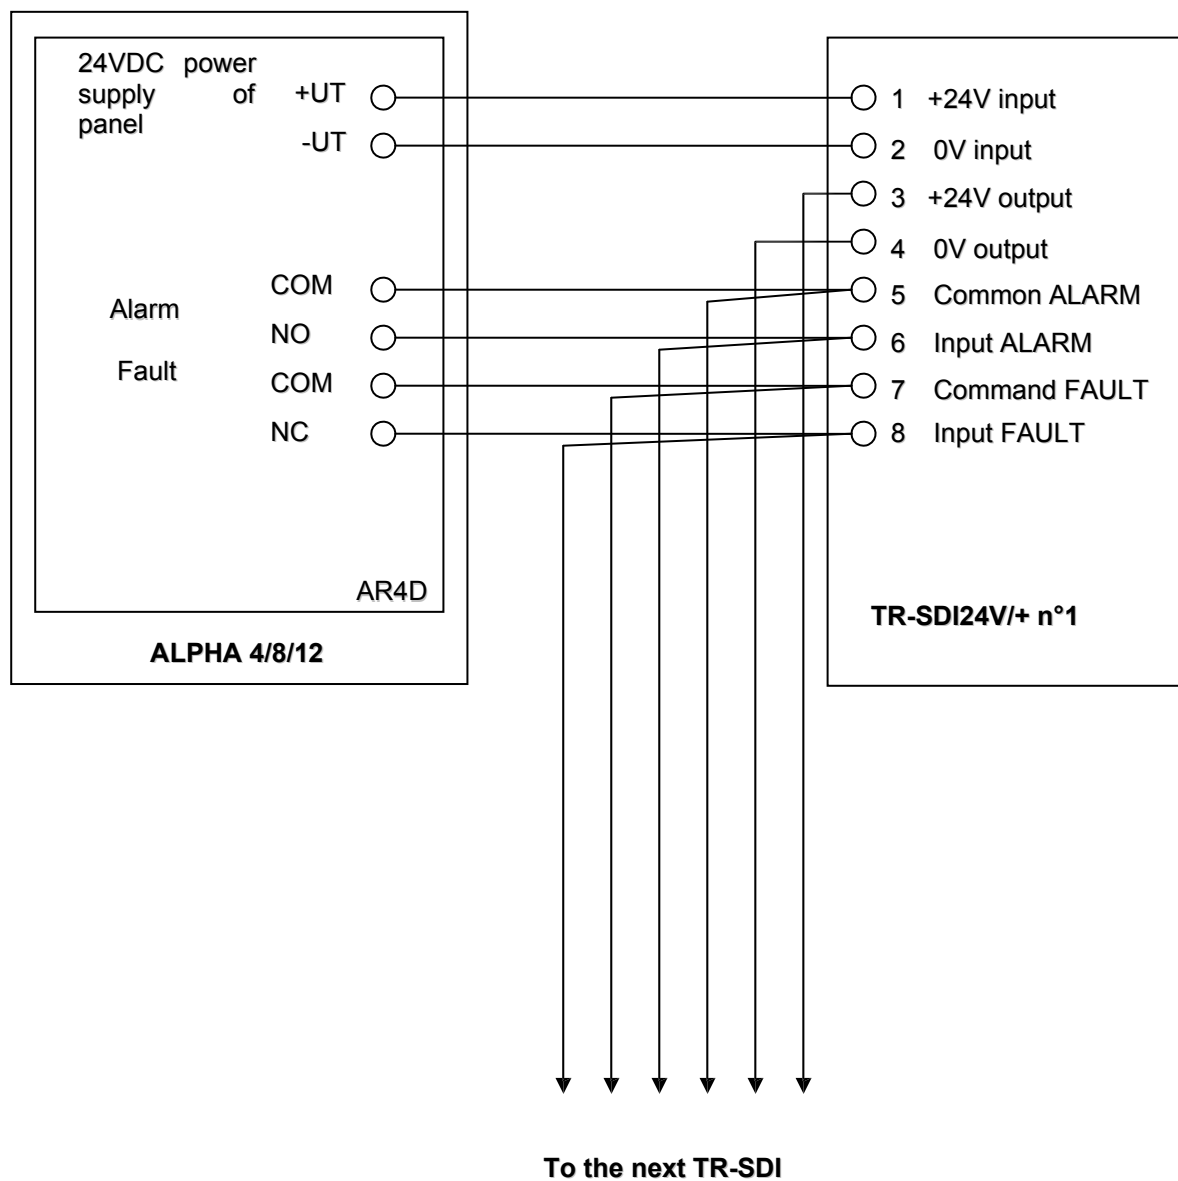 24VDC power
supply of
panel
+UT
-UT
Alarm
Fault
COM
NO
COM
NC
AR4D
ALPHA 4/8/12
1 +24V input
2 0V input
3 +24V output
4 0V output
5 Common ALARM
6 Input ALARM
7 Command FAULT
8 Input FAULT
TR-SDI24V/+ n°1
To the next TR-SDI